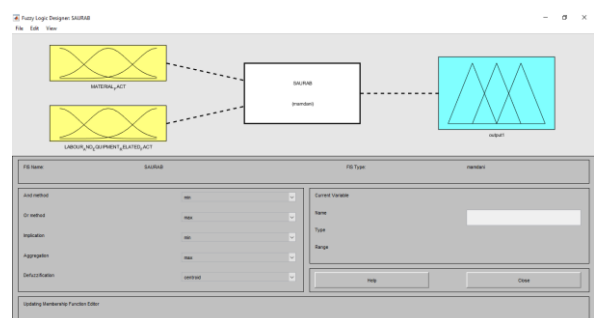 Fuzzy Logic Designer: SAURAB
File Edit View
MATERIAL_FACT
LABOUR_AND_EQUIPMENT_RELATED_FACT
SAURAB
(mamdani)
output1
FIS Name: SAURAB FIS Type: mamdani
And method min
Or method max
Implication min
Aggregation max
Defuzzification centroid
Current Variable
Name
Type
Range
Help Close
Updating Membership Function Editor